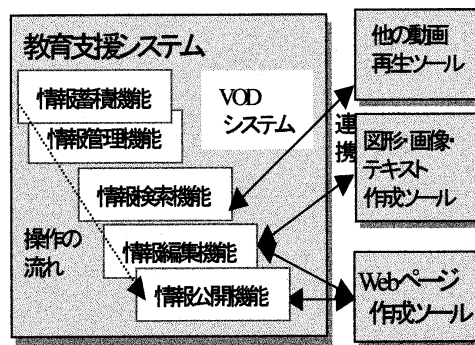 教育支援システム
情報蓄積機能
情報管理機能
情報検索機能
情報編集機能
情報公開機能
操作の
流れ
VOD
システム
連
携
他の動画
再生ツール
図形・画像・
テキスト
作成ツール
Webページ
作成ツール